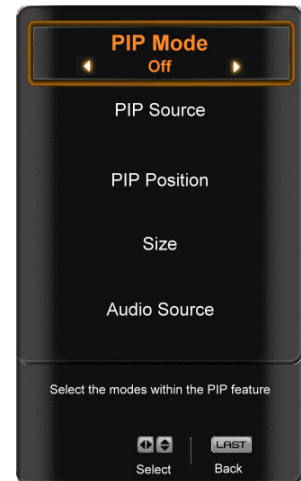 PIP Mode
Off
PIP Source
PIP Position
Size
Audio Source
Select the modes within the PIP feature
LAST
Select Back